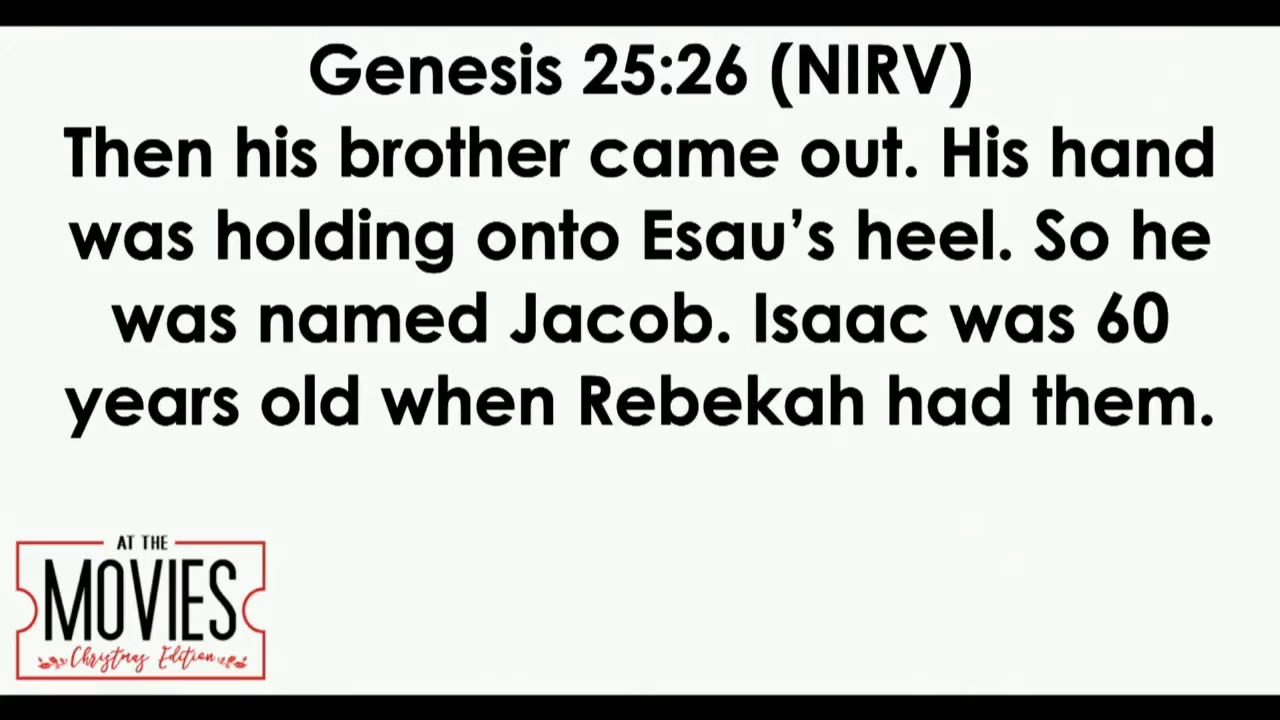 Genesis 25:26 (NIRV)
Then his brother came out. His hand
was holding onto Esau’s heel. So he
was named Jacob. Isaac was 60
years old when Rebekah had them.
AT THE
MOVIES
Christmas Edition